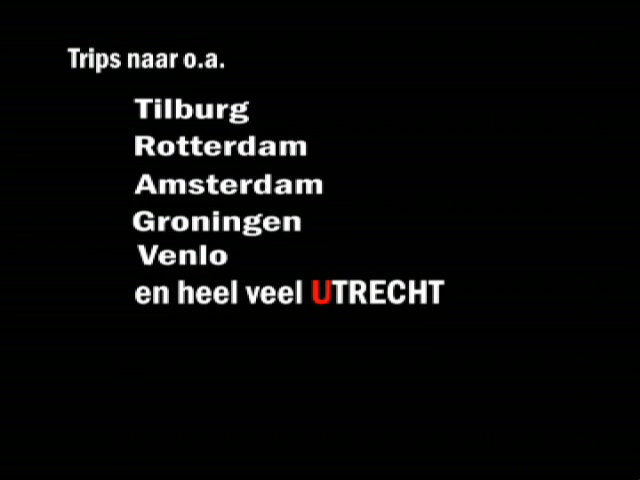 Trips naar o.a.
Tilburg
Rotterdam
Amsterdam
Groningen
Venlo
en heel veel UTRECHT